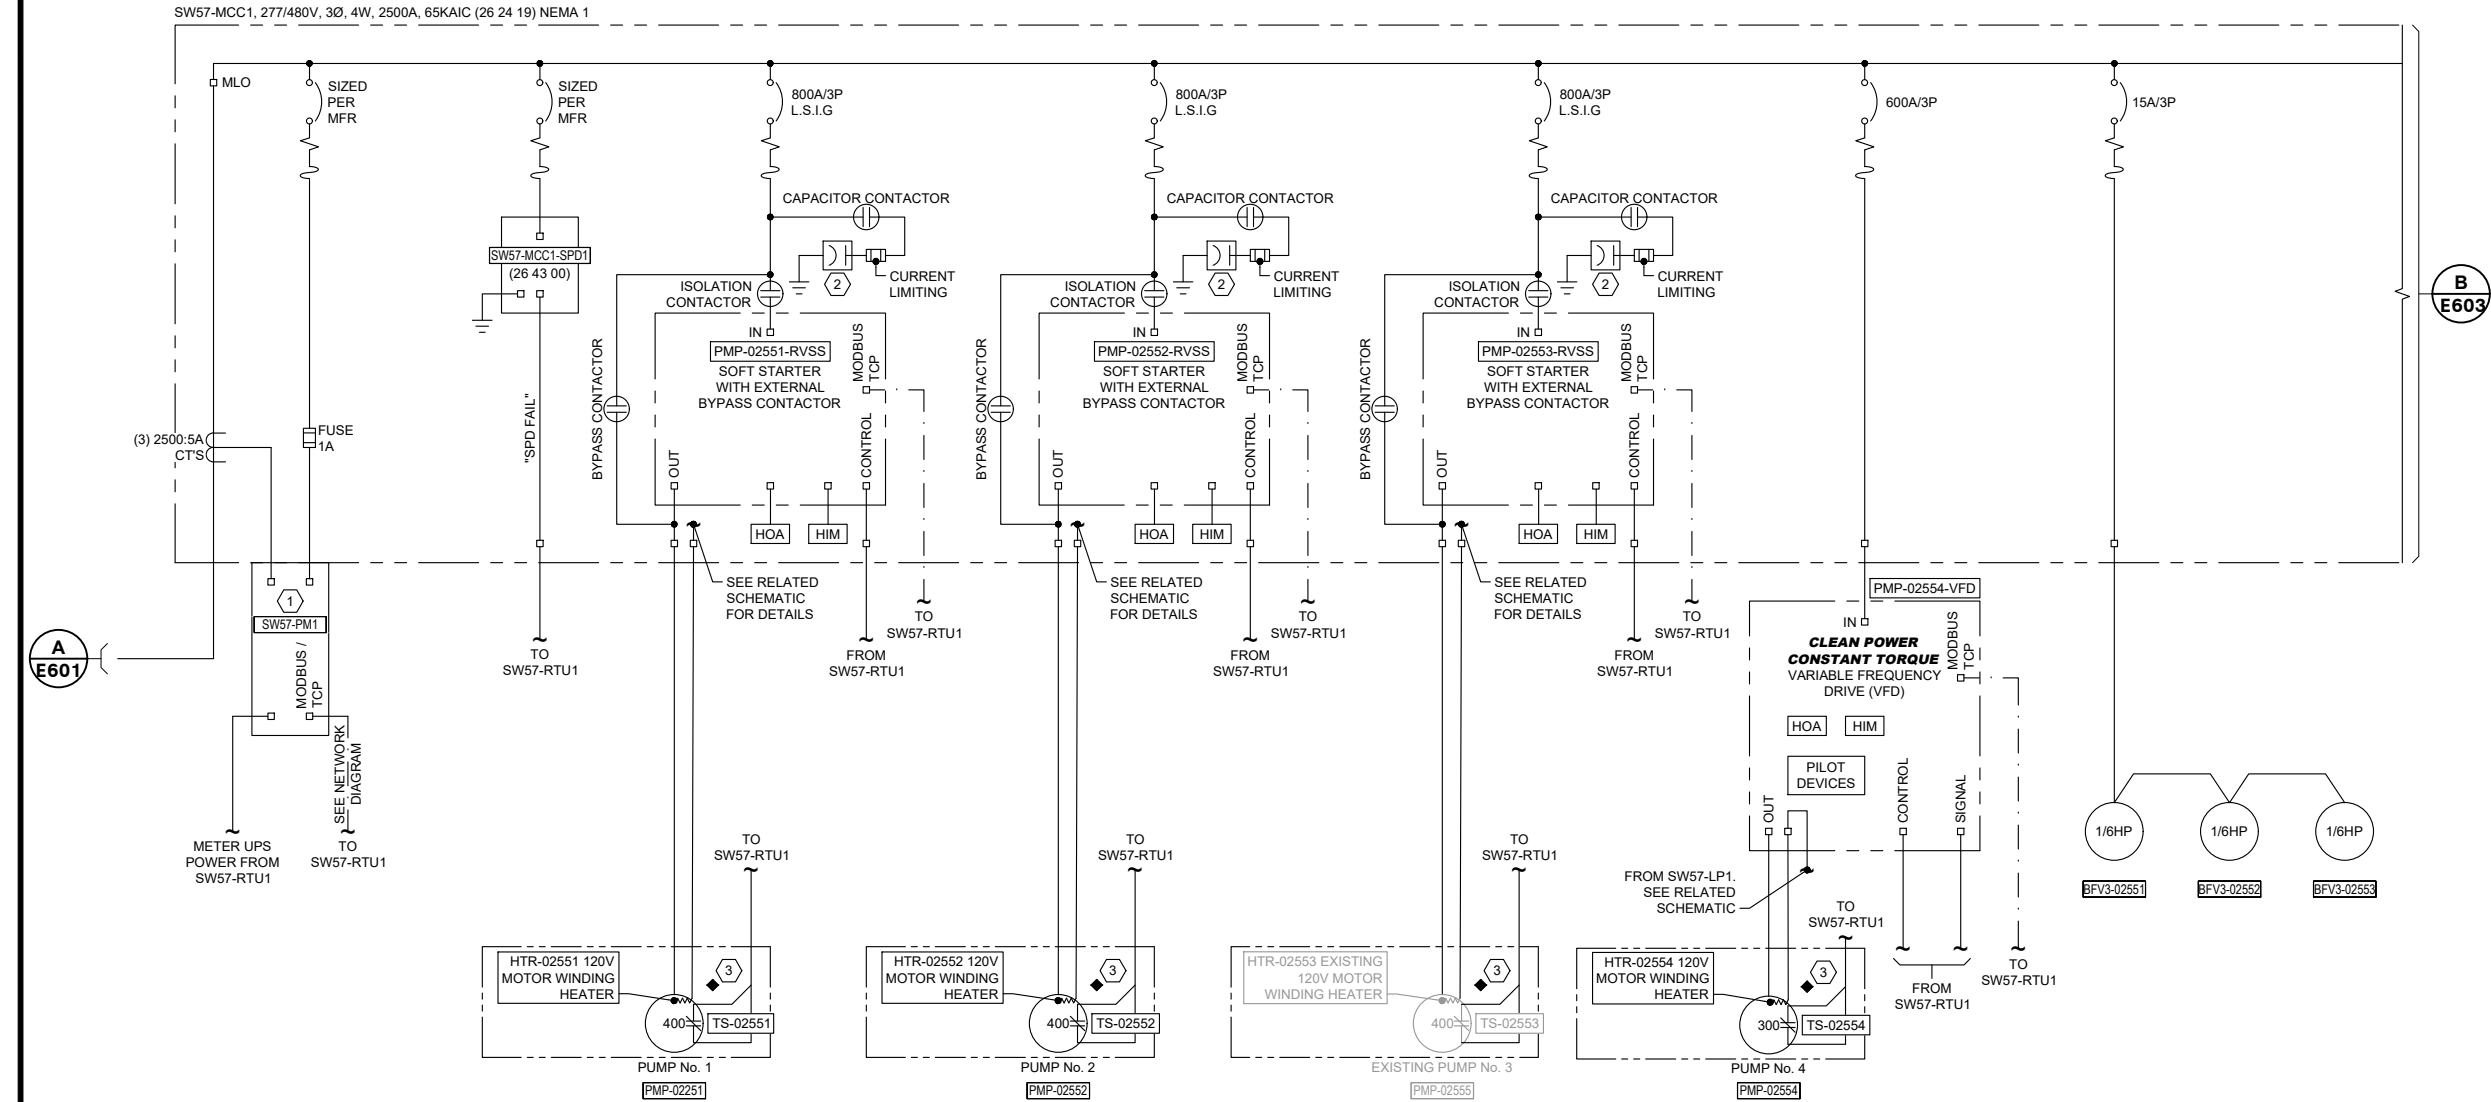 SW57-MCC1, 277/480V, 3Ø, 4W, 2500A, 65KAIC (26 24 19) NEMA 1
MLO
SIZED
PER
MFR
SIZED
PER
MFR
800A/3P
L.S.I.G
800A/3P
L.S.I.G
800A/3P
L.S.I.G
600A/3P
15A/3P
CAPACITOR CONTACTOR
CAPACITOR CONTACTOR
CAPACITOR CONTACTOR
SW57-MCC1-SPD1
(26 43 00)
2
CURRENT
LIMITING
2
CURRENT
LIMITING
2
CURRENT
LIMITING
ISOLATION
CONTACTOR
ISOLATION
CONTACTOR
ISOLATION
CONTACTOR
B
E603
(3) 2500:5A
CT'S
FUSE
1A
"SPD FAIL"
BYPASS CONTACTOR
IN
PMP-02551-RVSS
SOFT STARTER
WITH EXTERNAL
BYPASS CONTACTOR
MODBUS
TCP
OUT
CONTROL
HOA
HIM
BYPASS CONTACTOR
IN
PMP-02552-RVSS
SOFT STARTER
WITH EXTERNAL
BYPASS CONTACTOR
MODBUS
TCP
OUT
CONTROL
HOA
HIM
BYPASS CONTACTOR
IN
PMP-02553-RVSS
SOFT STARTER
WITH EXTERNAL
BYPASS CONTACTOR
MODBUS
TCP
OUT
CONTROL
HOA
HIM
SEE RELATED
SCHEMATIC
FOR DETAILS
SEE RELATED
SCHEMATIC
FOR DETAILS
SEE RELATED
SCHEMATIC
FOR DETAILS
A
E601
1
SW57-PM1
MODBUS /
TCP
SEE NETWORK
DIAGRAM
METER UPS
POWER FROM
SW57-RTU1
TO
SW57-RTU1
TO
SW57-RTU1
FROM
SW57-RTU1
TO
SW57-RTU1
FROM
SW57-RTU1
TO
SW57-RTU1
FROM
SW57-RTU1
TO
SW57-RTU1
PMP-02554-VFD
IN
CLEAN POWER
CONSTANT TORQUE
VARIABLE FREQUENCY
DRIVE (VFD)
MODBUS
TCP
HOA
HIM
PILOT
DEVICES
OUT
CONTROL
SIGNAL
1/6HP
1/6HP
1/6HP
BFV3-02551
BFV3-02552
BFV3-02553
FROM SW57-LP1.
SEE RELATED
SCHEMATIC
TO
SW57-RTU1
TO
SW57-RTU1
TO
SW57-RTU1
TO
SW57-RTU1
FROM
SW57-RTU1
TO
SW57-RTU1
HTR-02551 120V
MOTOR WINDING
HEATER
3
400
TS-02551
PUMP No. 1
PMP-02251
HTR-02552 120V
MOTOR WINDING
HEATER
3
400
TS-02552
PUMP No. 2
PMP-02552
HTR-02553 EXISTING
120V MOTOR
WINDING HEATER
3
400
TS-02553
EXISTING PUMP No. 3
PMP-02555
HTR-02554 120V
MOTOR WINDING
HEATER
3
300
TS-02554
PUMP No. 4
PMP-02554